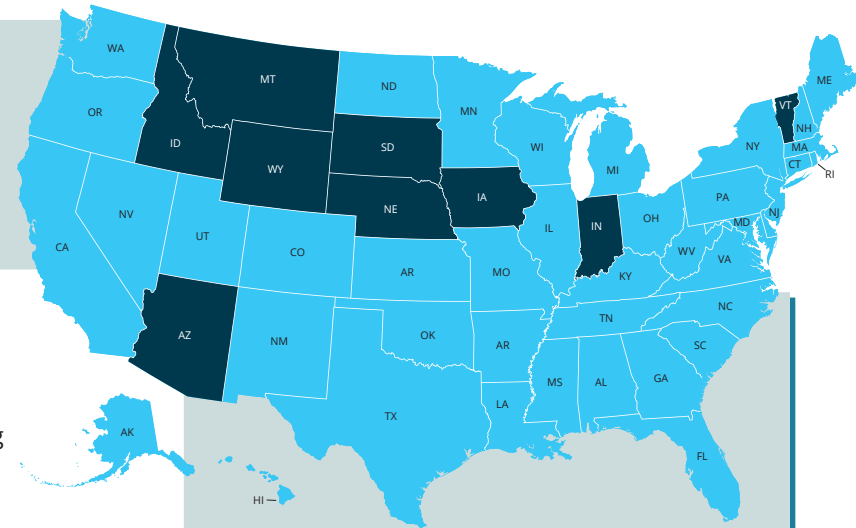 WA
MT
ND
MN
ME
VT
OR
ID
SD
WI
NH
NY
MA
WY
MI
CT
RI
NE
IA
PA
NV
UT
CO
IL
IN
OH
NJ
MD
CA
AR
MO
WV
VA
KY
AZ
NM
OK
AR
TN
NC
SC
MS
AL
GA
LA
TX
AK
FL
HI
g